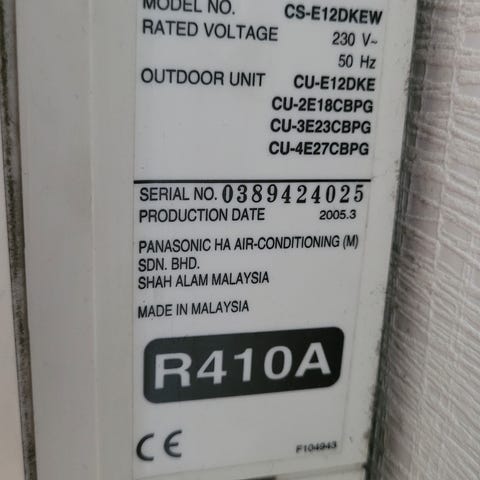 MODEL NO. CS-E12DKEW
RATED VOLTAGE 230 V~
50 Hz
OUTDOOR UNIT CU-E12DKE
CU-2E18CBPG
CU-3E23CBPG
CU-4E27CBPG
SERIAL NO. 0389424025
PRODUCTION DATE 2005.3
PANASONIC HA AIR-CONDITIONING (M)
SDN. BHD.
SHAH ALAM MALAYSIA
MADE IN MALAYSIA
R410A
CE F104943